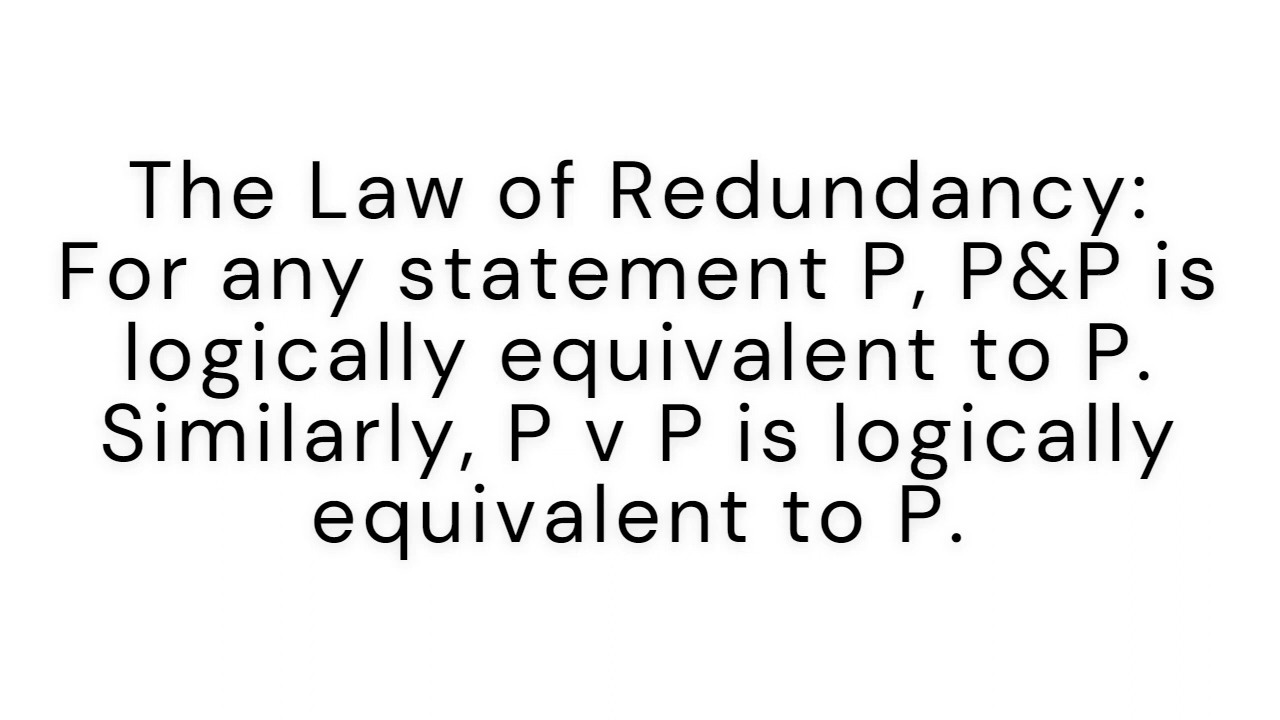 The Law of Redundancy:
For any statement P, P&P is
logically equivalent to P.
Similarly, P v P is logically
equivalent to P.